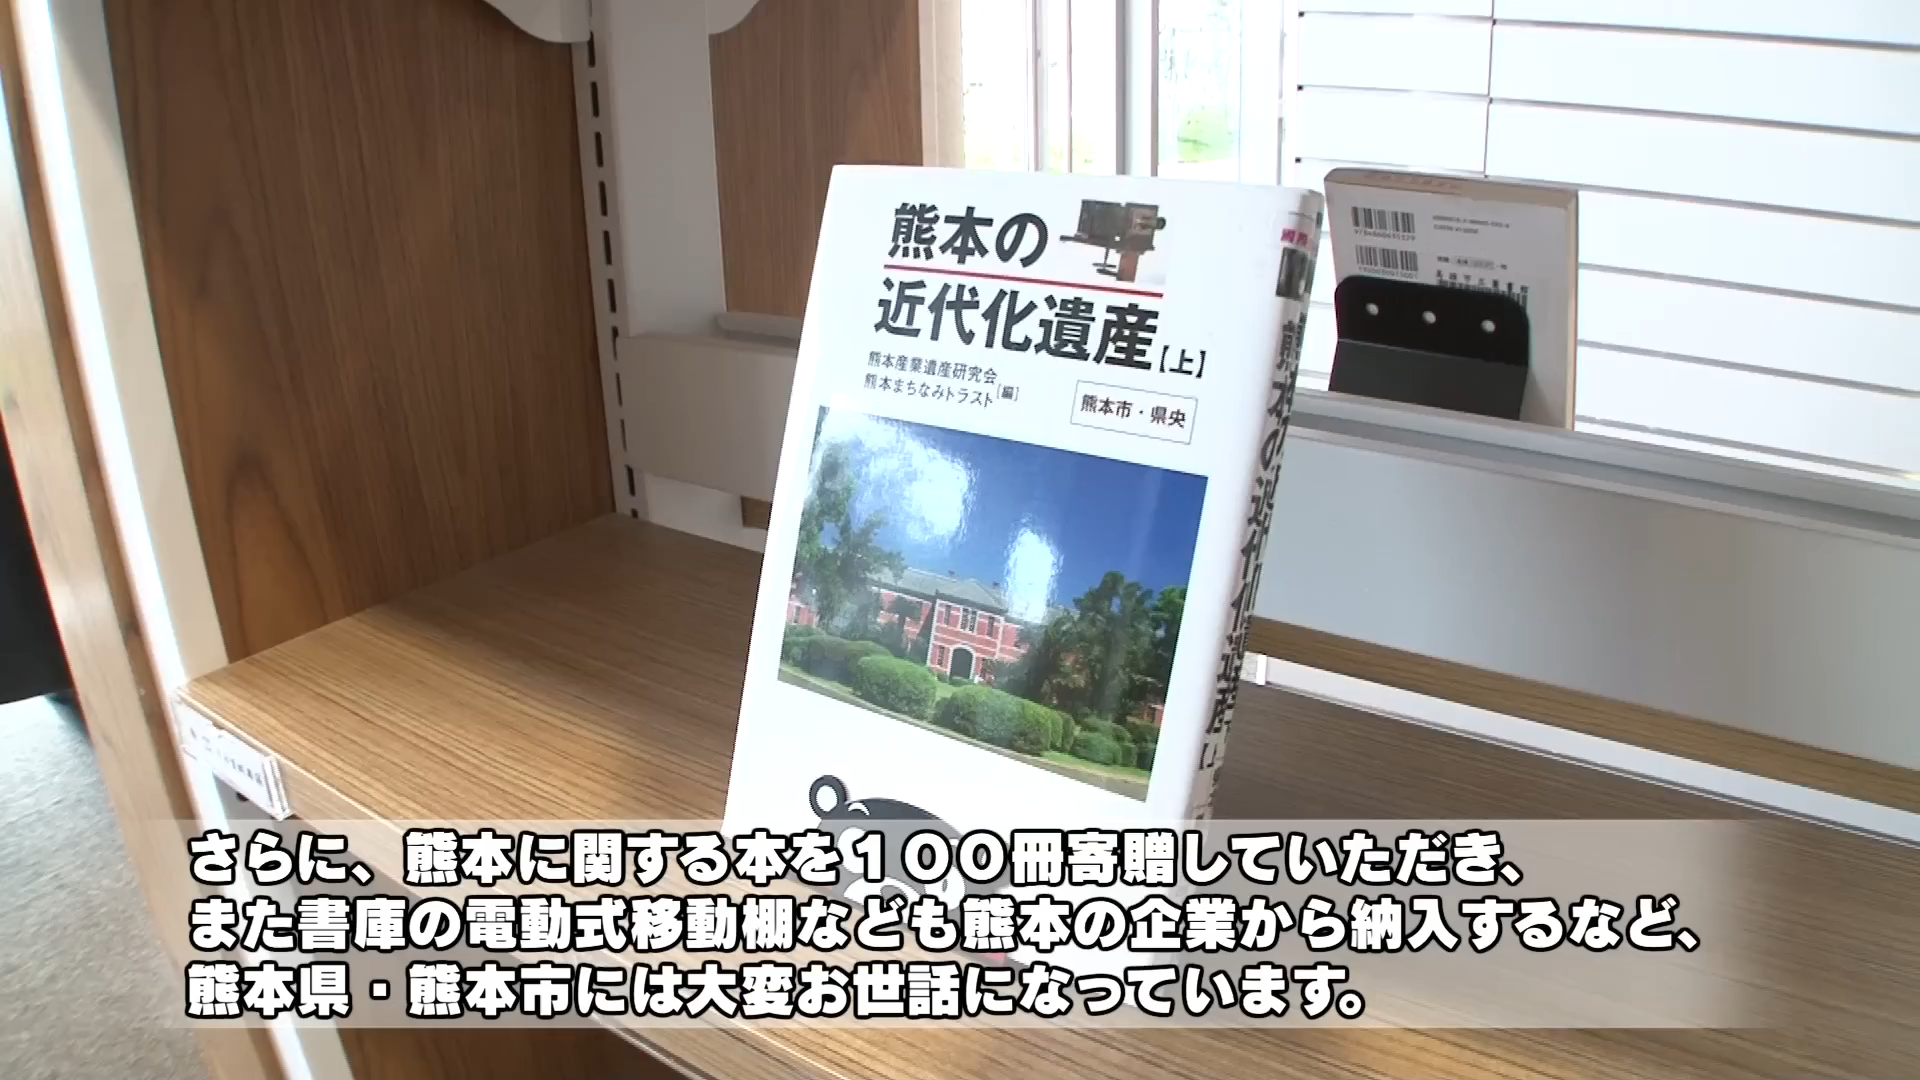 熊本の
近代化遺産【上】
熊本産業遺産研究会
熊本まちなみトラスト[編]
熊本市・県央
熊本の近代化遺産【上】
さらに、熊本に関する本を１００冊寄贈していただき、
また書庫の電動式移動棚なども熊本の企業から納入するなど、
熊本県・熊本市には大変お世話になっています。